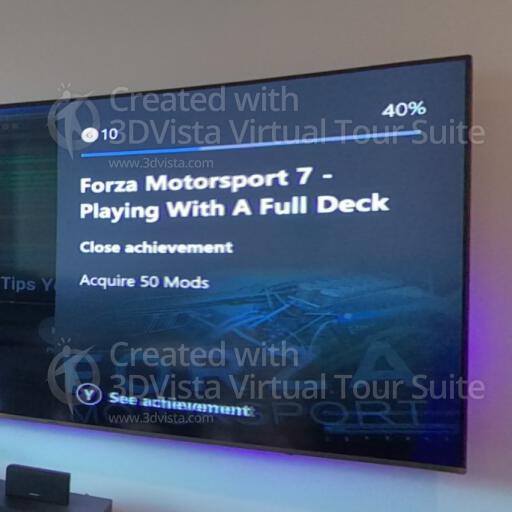 Created with
3DVista Virtual Tour Suite
www.3dvista.com
40%
G 10
Forza Motorsport 7 -
Playing With A Full Deck
Close achievement
Acquire 50 Mods
Tips Y
Created with
3DVista Virtual Tour Suite
www.3dvista.com
Y See achievement
MOTORSPORT